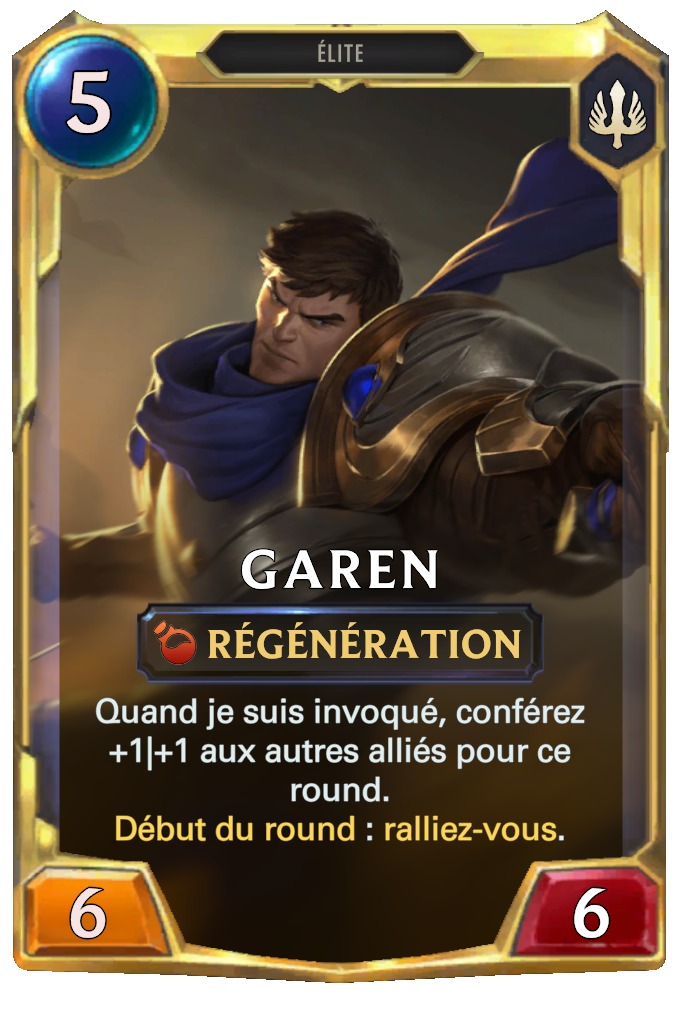 ÉLITE
5
GAREN
RÉGÉNÉRATION
Quand je suis invoqué, conférez
+1|+1 aux autres alliés pour ce
round.
Début du round : ralliez-vous.
6
6